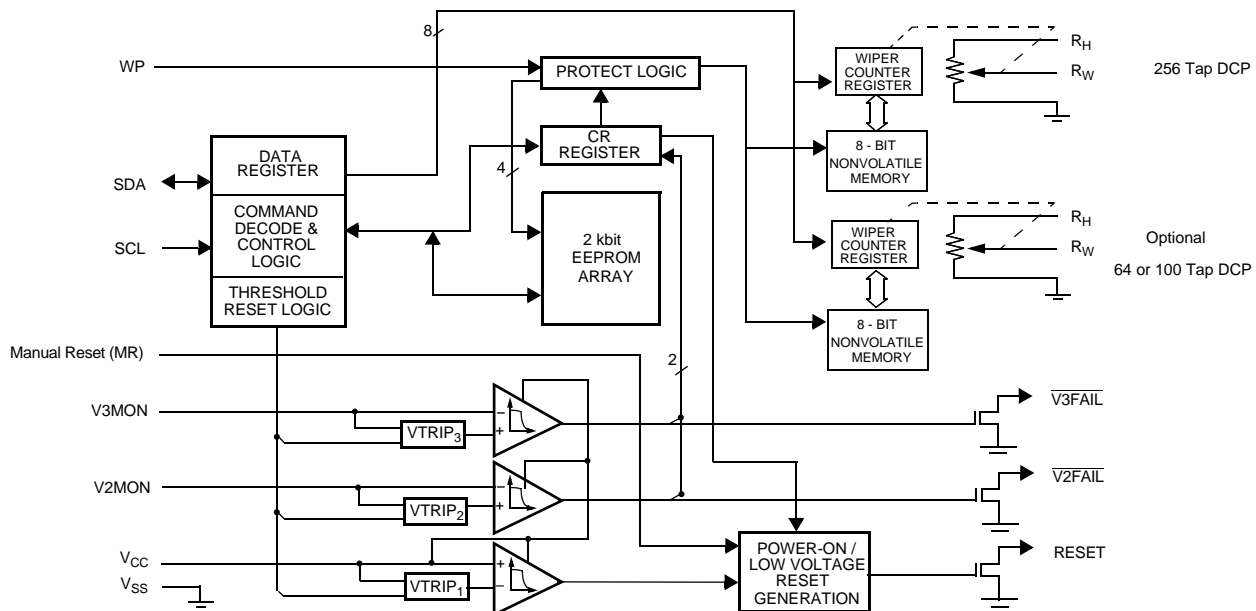 8
WP
PROTECT LOGIC
WIPER
COUNTER
REGISTER
R_H
R_W
256 Tap DCP
CR
REGISTER
8 - BIT
NONVOLATILE
MEMORY
4
SDA
SCL
DATA
REGISTER
COMMAND
DECODE &
CONTROL
LOGIC
THRESHOLD
RESET LOGIC
2 kbit
EEPROM
ARRAY
WIPER
COUNTER
REGISTER
R_H
R_W
Optional
64 or 100 Tap DCP
8 - BIT
NONVOLATILE
MEMORY
Manual Reset (MR)
2
V3MON
VTRIP3
−
+
V3FAIL
V2MON
VTRIP2
−
+
V2FAIL
VCC
VSS
VTRIP1
+
−
POWER-ON /
LOW VOLTAGE
RESET
GENERATION
RESET